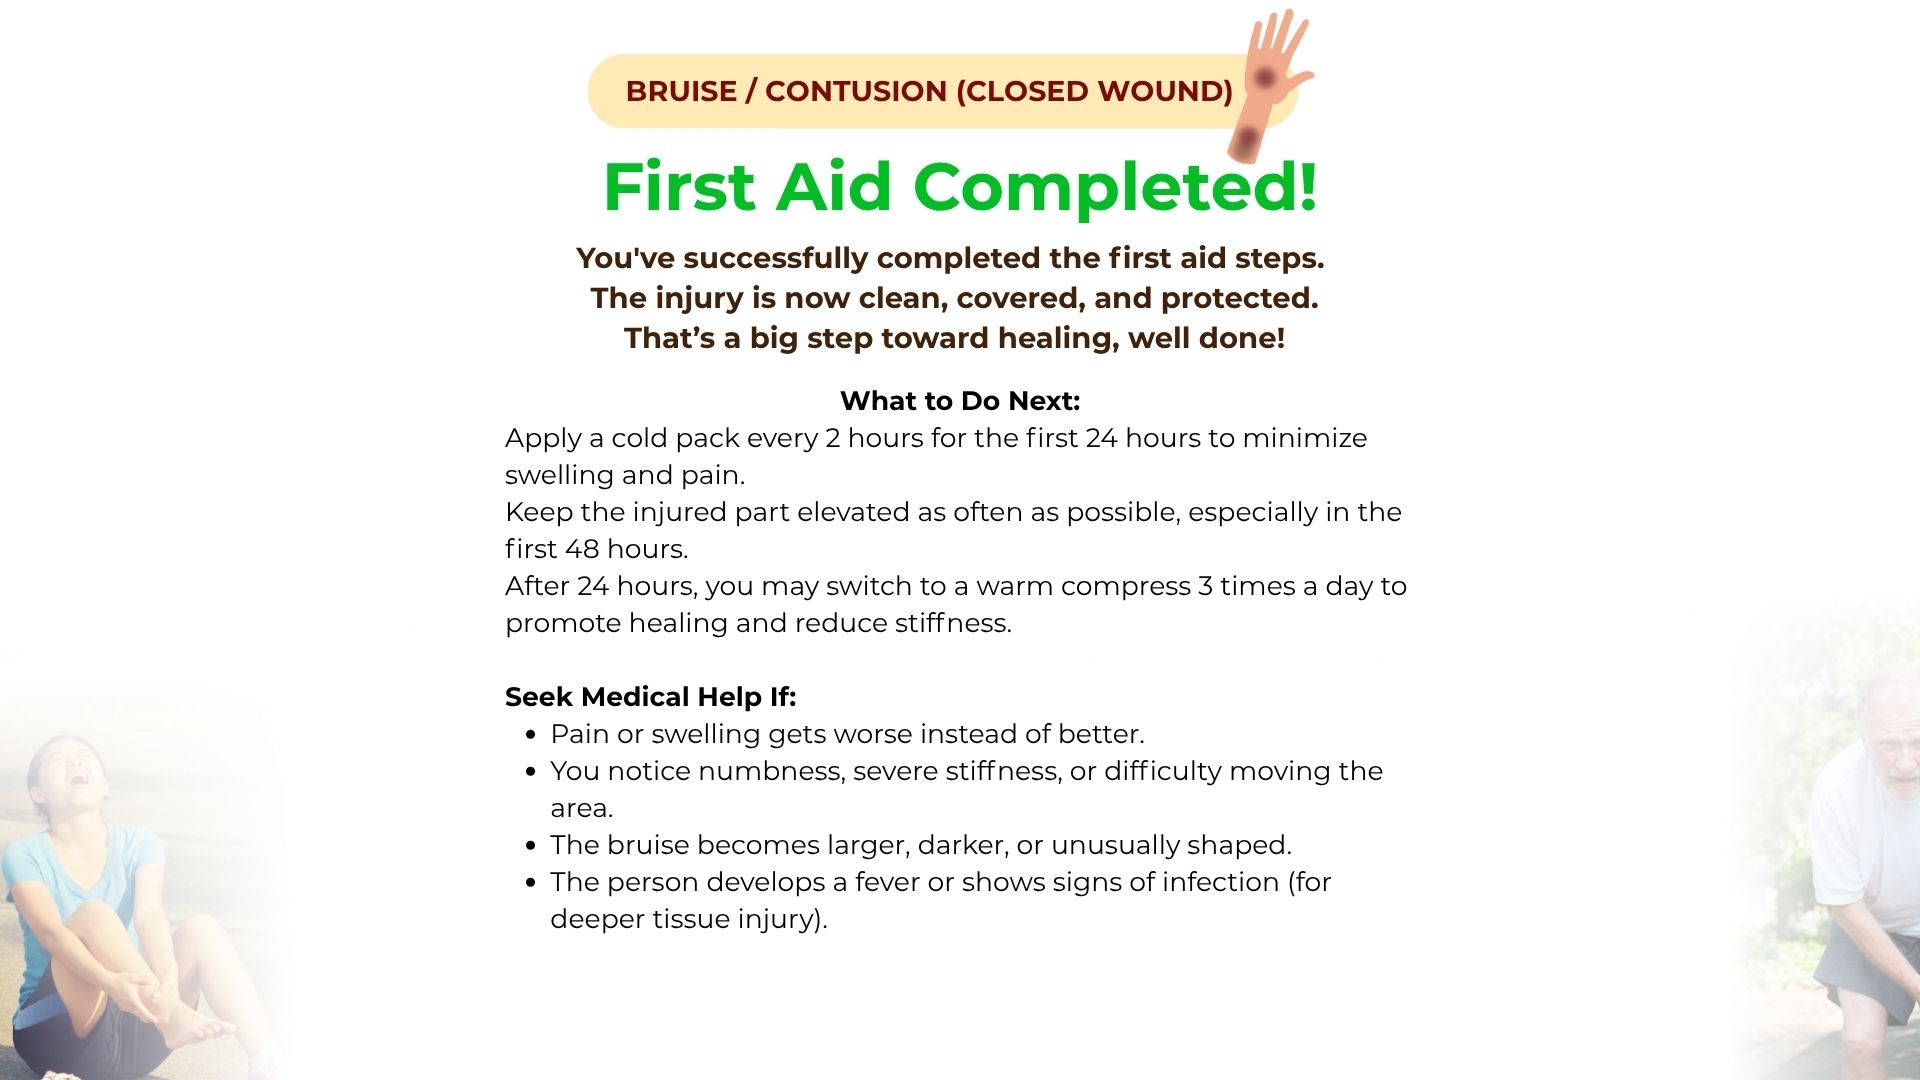 BRUISE / CONTUSION (CLOSED WOUND)
First Aid Completed!
You've successfully completed the first aid steps.
The injury is now clean, covered, and protected.
That’s a big step toward healing, well done!
What to Do Next:
Apply a cold pack every 2 hours for the first 24 hours to minimize
swelling and pain.
Keep the injured part elevated as often as possible, especially in the
first 48 hours.
After 24 hours, you may switch to a warm compress 3 times a day to
promote healing and reduce stiffness.
Seek Medical Help If:
• Pain or swelling gets worse instead of better.
• You notice numbness, severe stiffness, or difficulty moving the
area.
• The bruise becomes larger, darker, or unusually shaped.
• The person develops a fever or shows signs of infection (for
deeper tissue injury).